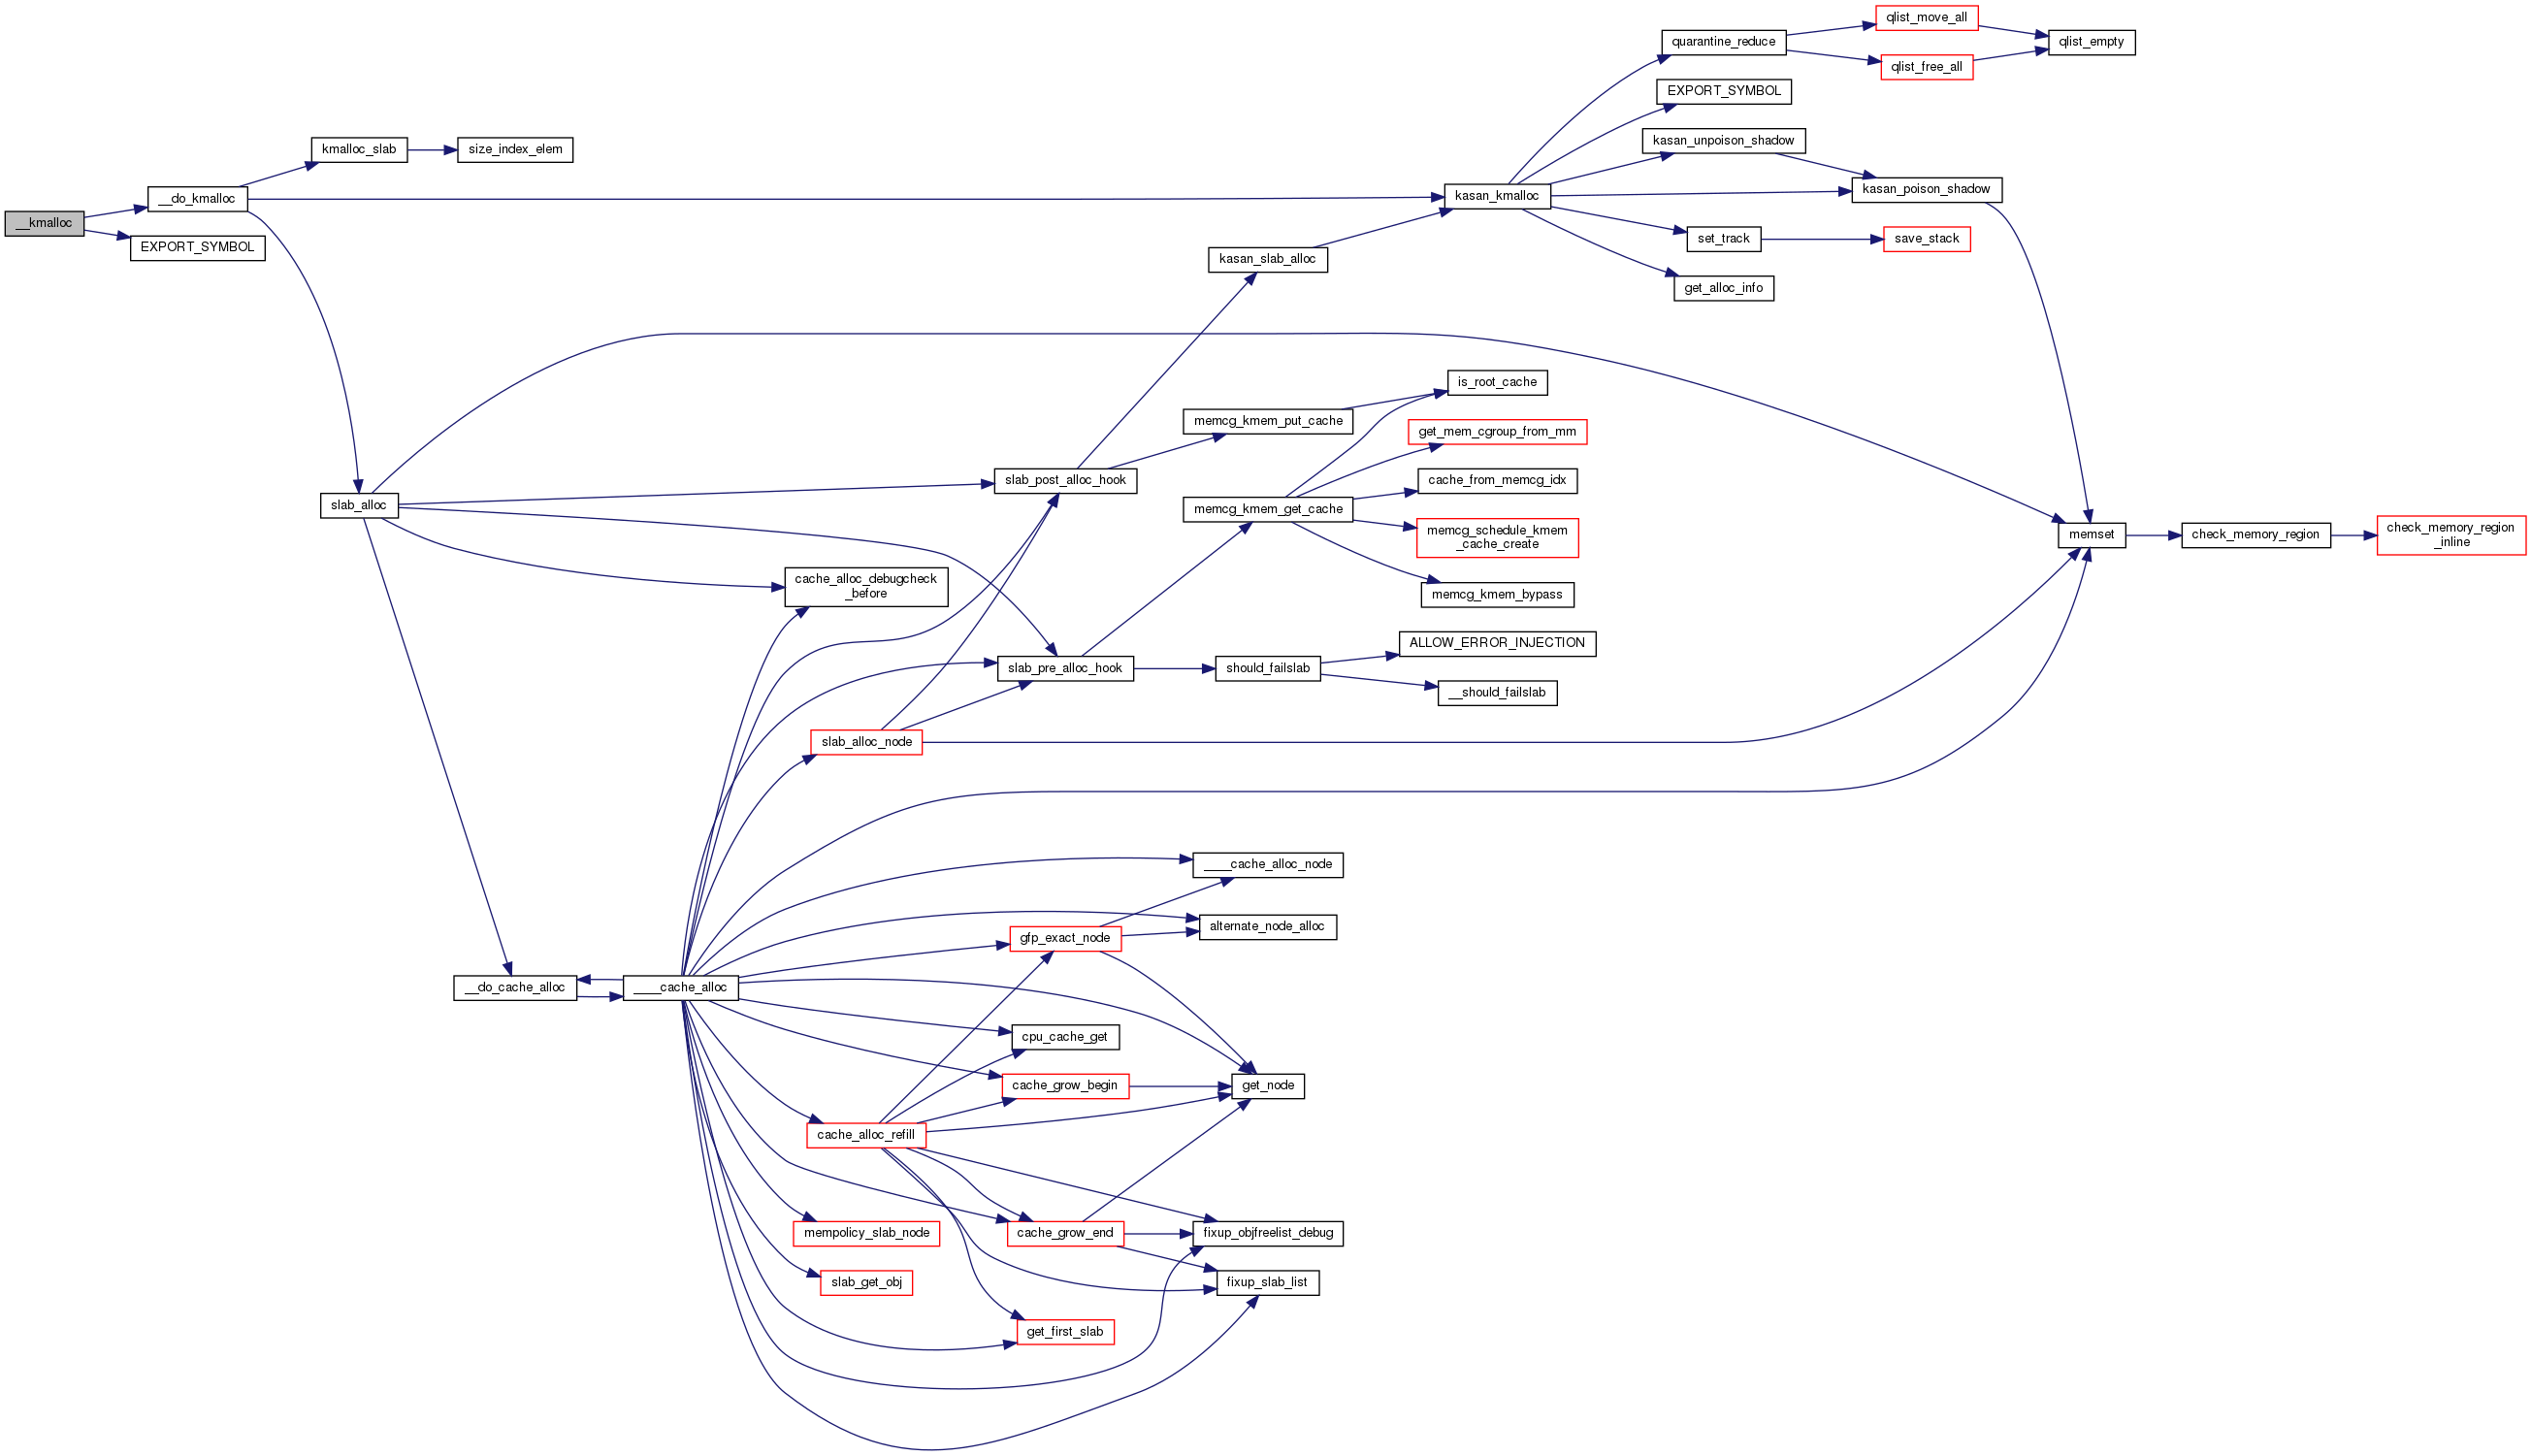 qlist_move_all
quarantine_reduce
qlist_empty
qlist_free_all
EXPORT_SYMBOL
kasan_unpoison_shadow
kmalloc_slab
size_index_elem
__do_kmalloc
kasan_kmalloc
kasan_poison_shadow
__kmalloc
EXPORT_SYMBOL
set_track
save_stack
kasan_slab_alloc
get_alloc_info
is_root_cache
memcg_kmem_put_cache
get_mem_cgroup_from_mm
slab_post_alloc_hook
cache_from_memcg_idx
slab_alloc
memcg_kmem_get_cache
memcg_schedule_kmem
_cache_create
memset
check_memory_region
check_memory_region
_inline
cache_alloc_debugcheck
_before
memcg_kmem_bypass
ALLOW_ERROR_INJECTION
slab_pre_alloc_hook
should_failslab
__should_failslab
slab_alloc_node
____cache_alloc_node
alternate_node_alloc
gfp_exact_node
__do_cache_alloc
____cache_alloc
cpu_cache_get
cache_grow_begin
get_node
cache_alloc_refill
mempolicy_slab_node
cache_grow_end
fixup_objfreelist_debug
slab_get_obj
fixup_slab_list
get_first_slab